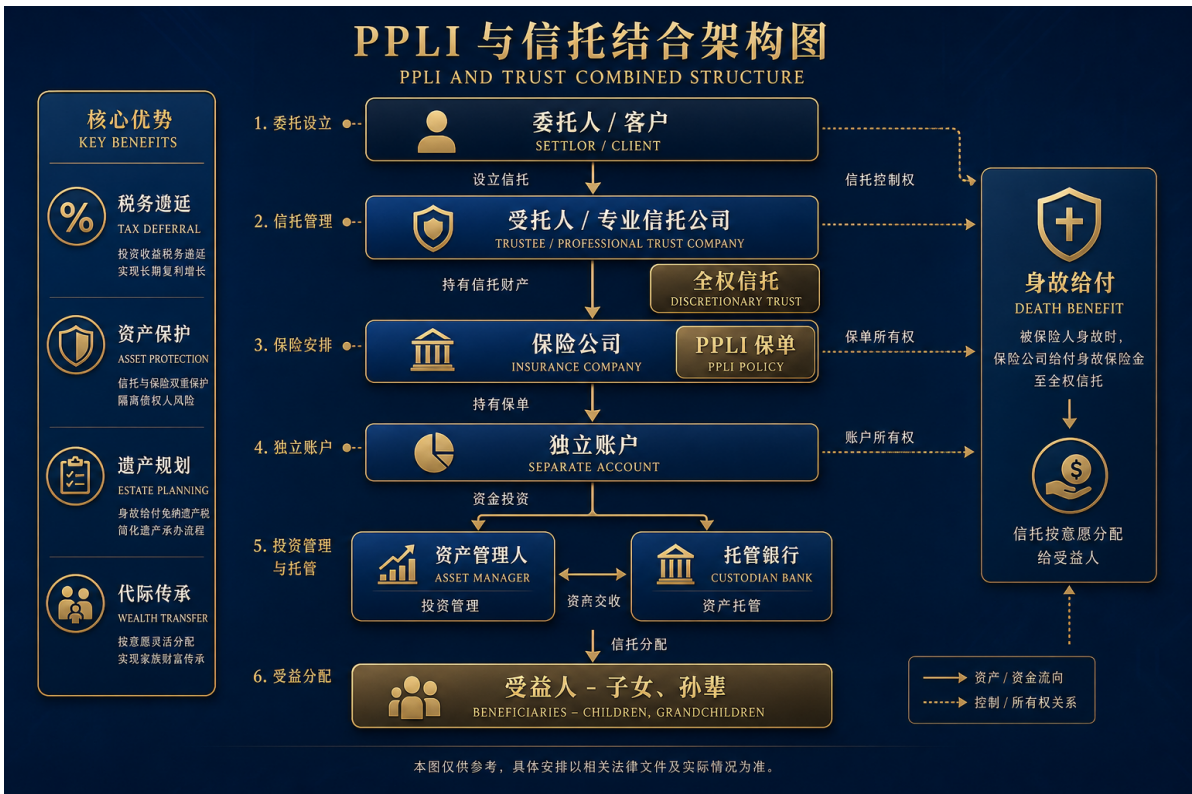 PPLI 与信托结合架构图
PPLI AND TRUST COMBINED STRUCTURE
核心优势
KEY BENEFITS
税务递延
TAX DEFERRAL
投资收益税务递延
实现长期复利增长
资产保护
ASSET PROTECTION
信托与保险双重保护
隔离债权人风险
遗产规划
ESTATE PLANNING
身故给付免纳遗产税
简化遗产承办流程
代际传承
WEALTH TRANSFER
按意愿灵活分配
实现家族财富传承
1. 委托设立
委托人 / 客户
SETTLOR / CLIENT
设立信托
信托控制权
2. 信托管理
受托人 / 专业信托公司
TRUSTEE / PROFESSIONAL TRUST COMPANY
持有信托财产
全权信托
DISCRETIONARY TRUST
3. 保险安排
保险公司
INSURANCE COMPANY
PPLI 保单
PPLI POLICY
保单所有权
持有保单
4. 独立账户
独立账户
SEPARATE ACCOUNT
账户所有权
资金投资
5. 投资管理
与托管
资产管理人
ASSET MANAGER
投资管理
资产交收
托管银行
CUSTODIAN BANK
资产托管
信托分配
6. 受益分配
受益人 – 子女、孙辈
BENEFICIARIES – CHILDREN, GRANDCHILDREN
身故给付
DEATH BENEFIT
被保险人身故时,
保险公司给付身故保险金
至全权信托
$
信托按意愿分配
给受益人
资产 / 资金流向
控制 / 所有权关系
本图仅供参考，具体安排以相关法律文件及实际情况为准。